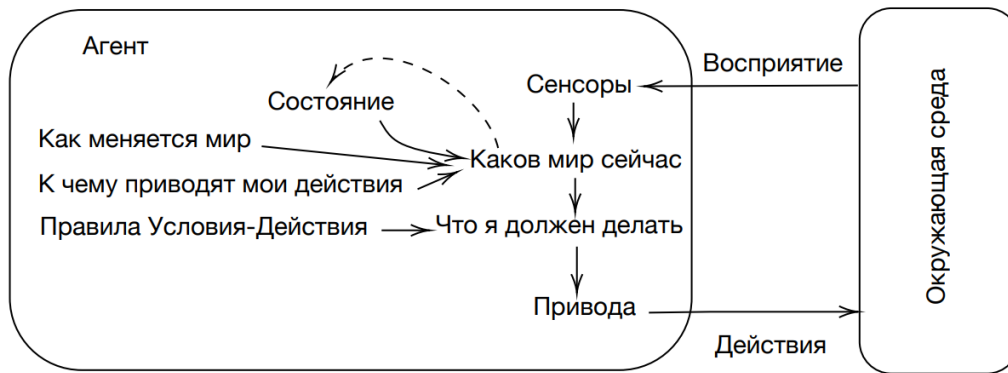 Агент
Восприятие
Сенсоры
Состояние
Как меняется мир
Каков мир сейчас
К чему приводят мои действия
Правила Условия-Действия
Что я должен делать
Привода
Действия
Окружающая среда